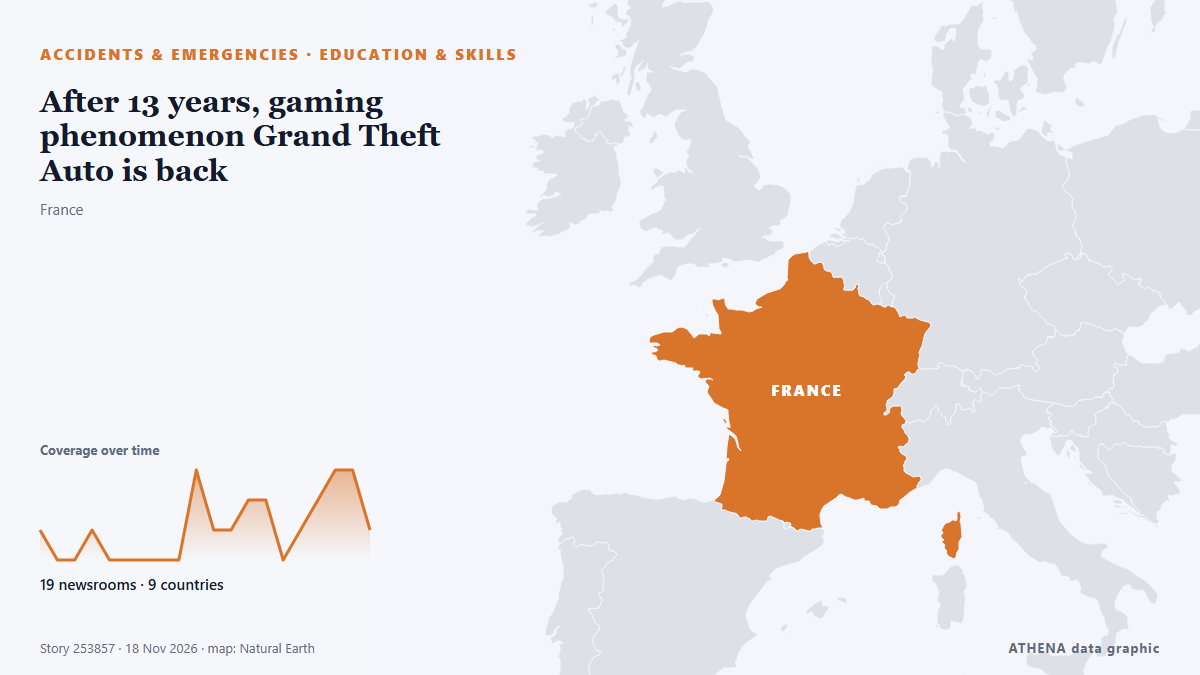 ACCIDENTS & EMERGENCIES · EDUCATION & SKILLS
After 13 years, gaming
phenomenon Grand Theft
Auto is back
France
FRANCE
Coverage over time
19 newsrooms · 9 countries
Story 253857 · 18 Nov 2026 · map: Natural Earth
ATHENA data graphic